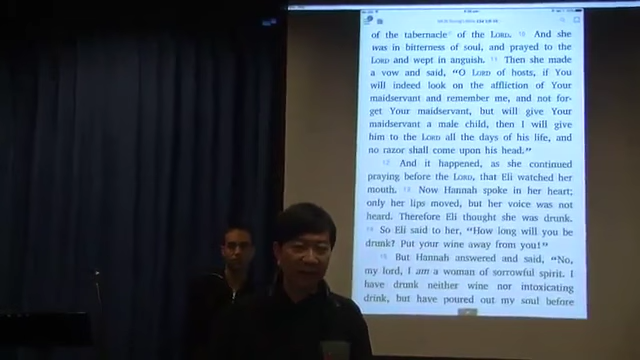 of the tabernacle of the LORD. 10 And she
was in bitterness of soul, and prayed to the
LORD and wept in anguish. 11 Then she made
a vow and said, “O LORD of hosts, if You
will indeed look on the affliction of Your
maidservant and remember me, and not for-
get Your maidservant, but will give Your
maidservant a male child, then I will give
him to the LORD all the days of his life, and
no razor shall come upon his head.”
12 And it happened, as she continued
praying before the LORD, that Eli watched her
mouth. 13 Now Hannah spoke in her heart;
only her lips moved, but her voice was not
heard. Therefore Eli thought she was drunk.
14 So Eli said to her, “How long will you be
drunk? Put your wine away from you!”
15 But Hannah answered and said, “No,
my lord, I am a woman of sorrowful spirit. I
have drunk neither wine nor intoxicating
drink, but have poured out my soul before